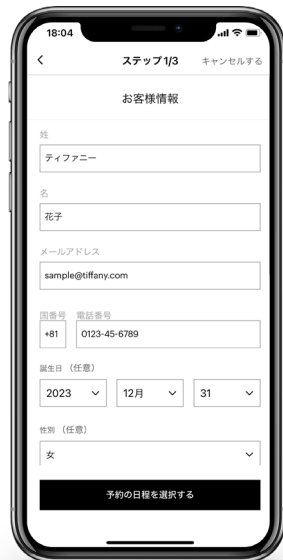 18:04
ステップ1/3 キャンセルする
お客様情報
姓
ティファニー
名
花子
メールアドレス
sample@tiffany.com
国番号 電話番号
+81 0123-45-6789
誕生日 (任意)
2023 12月 31
性別 (任意)
女
予約の日程を選択する